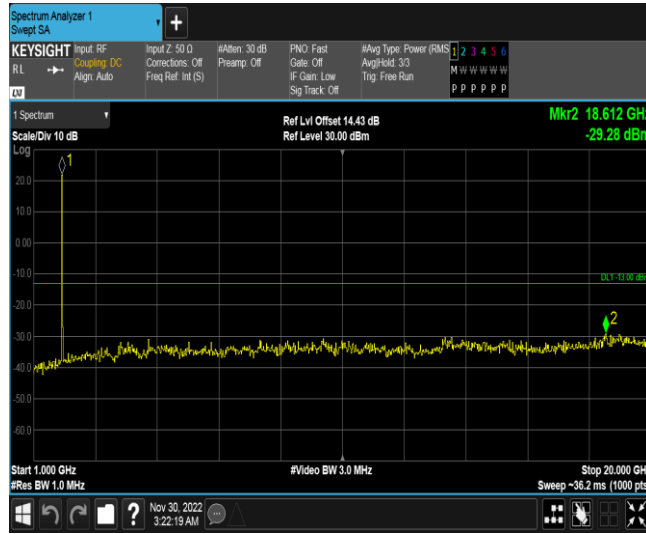 Spectrum Analyzer 1
Swept SA
KEYSIGHT
RL
LXI
Input: RF
Coupling: DC
Align: Auto
Input Z: 50 Ω
Corrections: Off
Freq Ref: Int (S)
#Atten: 30 dB
Preamp: Off
PNO: Fast
Gate: Off
IF Gain: Low
Sig Track: Off
#Avg Type: Power (RMS
Avg|Hold: 3/3
Trig: Free Run
1 2 3 4 5 6
M W W W W W
P P P P P P
1 Spectrum
Scale/Div 10 dB
Ref Lvl Offset 14.43 dB
Ref Level 30.00 dBm
Mkr2 18.612 GHz
-29.28 dBm
Log
1
20.0
10.0
0.00
-10.0
DL1 -13.00 dBm
-20.0
2
-30.0
-40.0
-50.0
-60.0
Start 1.000 GHz
#Video BW 3.0 MHz
Stop 20.000 GH
#Res BW 1.0 MHz
Sweep ~36.2 ms (1000 pts
?
Nov 30, 2022
3:22:19 AM